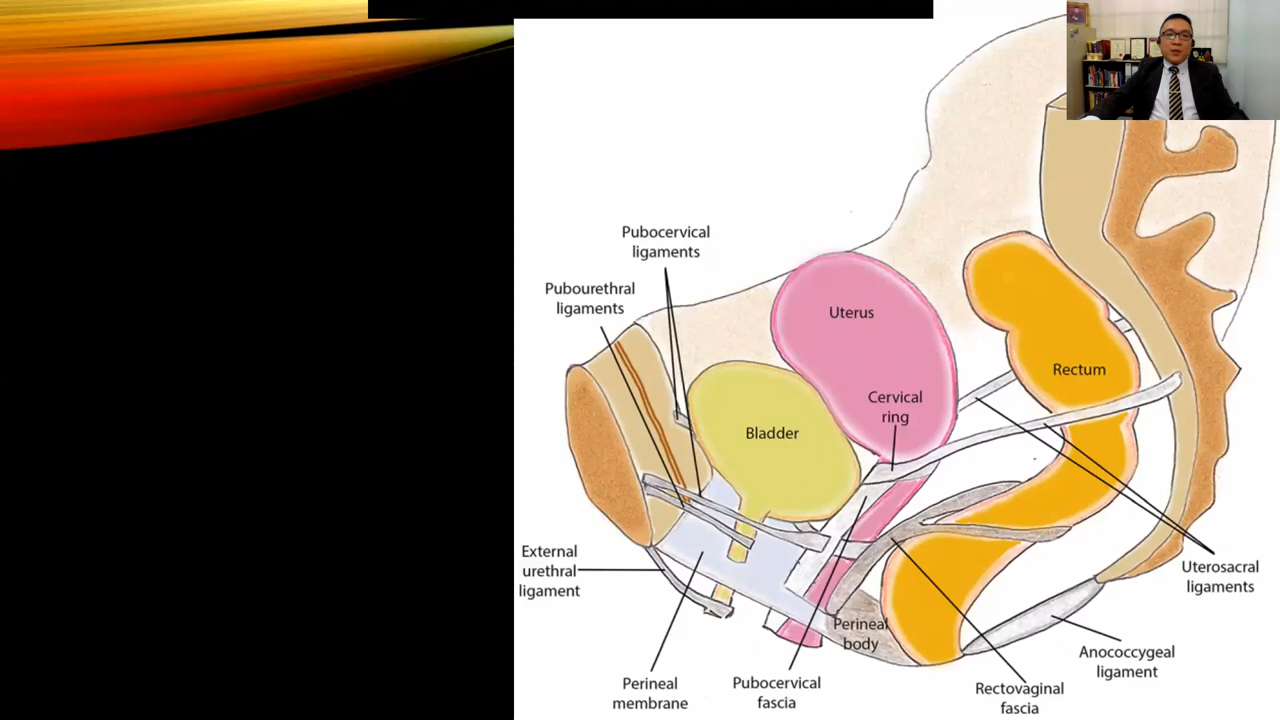 Pubocervical
ligaments
Pubourethral
ligaments
Uterus
Rectum
Cervical
ring
Bladder
External
urethral
ligament
Uterosacral
ligaments
Perineal
body
Anococcygeal
ligament
Perineal
membrane
Pubocervical
fascia
Rectovaginal
fascia